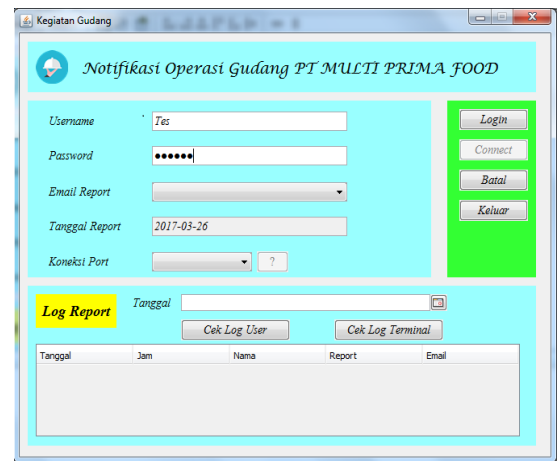 Kegiatan Gudang
Notifikasi Operasi Gudang PT MULTI PRIMA FOOD
Username Tes
Login
Password ●●●●●●
Connect
Email Report
Batal
Tanggal Report 2017-03-26
Keluar
Koneksi Port ?
Log Report
Tanggal
Cek Log User Cek Log Terminal
Tanggal Jam Nama Report Email